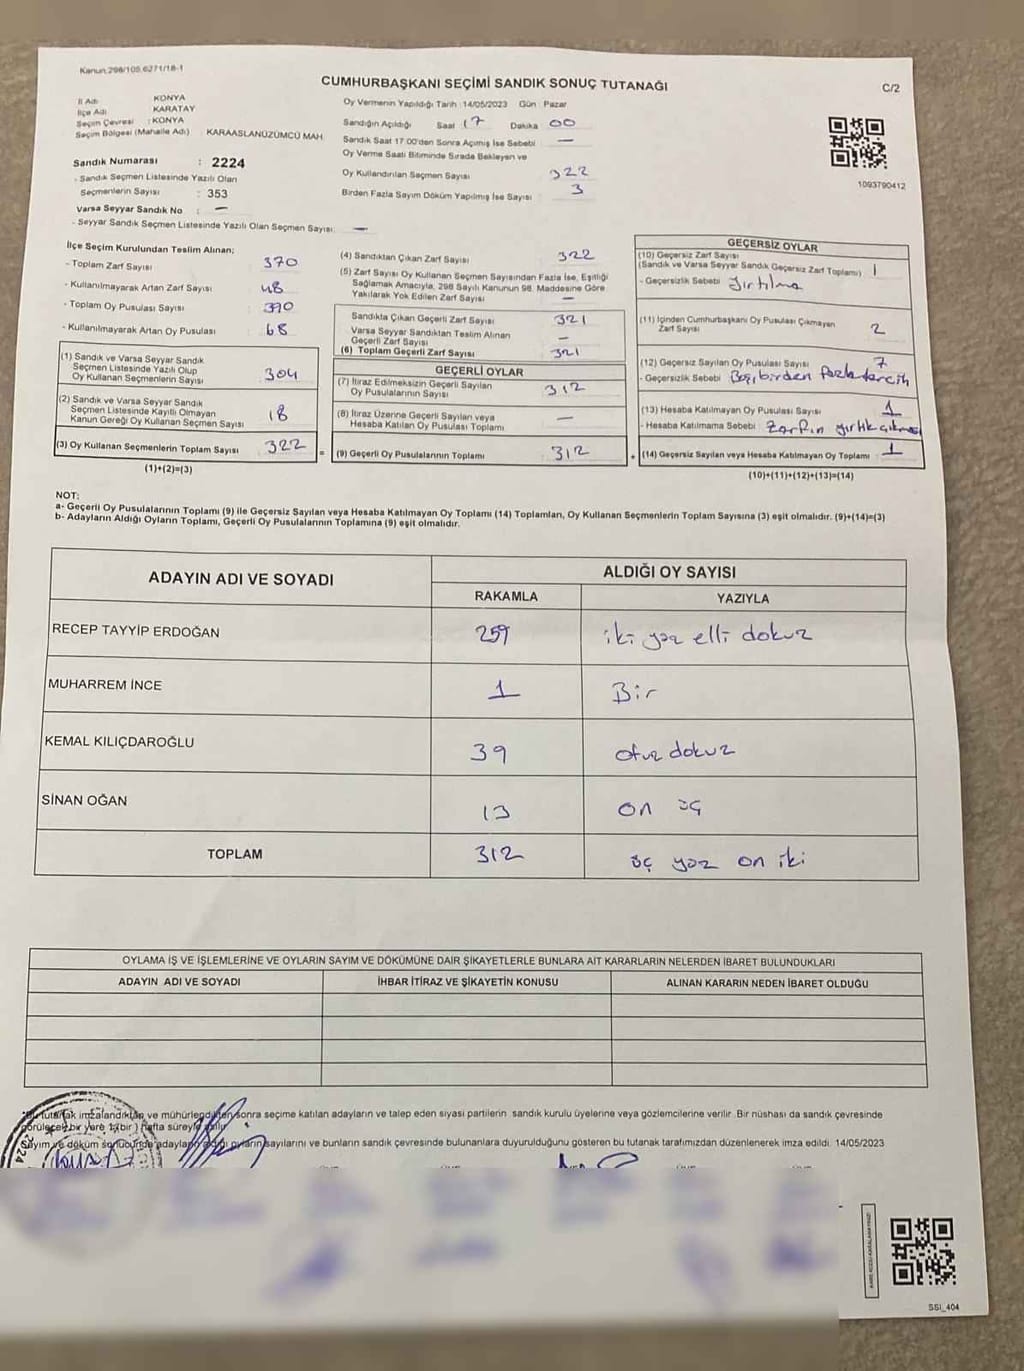 Kanun:298/105,6271/18-1
CUMHURBAŞKANI SEÇİMİ SANDIK SONUÇ TUTANAĞI
C/2
İl Adı KONYA
İlçe Adı KARATAY
Seçim Çevresi : KONYA
Seçim Bölgesi (Mahalle Adı) KARAASLANÜZÜMCÜ MAH.
Sandık Numarası : 2224
- Sandık Seçmen Listesinde Yazılı Olan
Seçmenlerin Sayısı : 353
Varsa Seyyar Sandık No : —
- Seyyar Sandık Seçmen Listesinde Yazılı Olan Seçmen Sayısı: —
Oy Vermenin Yapıldığı Tarih :14/05/2023 Gün : Pazar
Sandığın Açıldığı Saat 17 Dakika 00
Sandık Saat 17.00'den Sonra Açılmış İse Sebebi —
Oy Verme Saati Bitiminde Sırada Bekleyen ve
Oy Kullandırılan Seçmen Sayısı 322
Birden Fazla Sayım Döküm Yapılmış İse Sayısı 3
1093790412
İlçe Seçim Kurulundan Teslim Alınan;
- Toplam Zarf Sayısı 370
- Kullanılmayarak Artan Zarf Sayısı 48
- Toplam Oy Pusulası Sayısı 390
- Kullanılmayarak Artan Oy Pusulası 68
(1) Sandık ve Varsa Seyyar Sandık
Seçmen Listesinde Yazılı Olup
Oy Kullanan Seçmenlerin Sayısı 304
(2) Sandık ve Varsa Seyyar Sandık
Seçmen Listesinde Kayıtlı Olmayan
Kanun Gereği Oy Kullanan Seçmen Sayısı 18
(3) Oy Kullanan Seçmenlerin Toplam Sayısı 322
(1)+(2)=(3)
(4) Sandıktan Çıkan Zarf Sayısı 322
(5) Zarf Sayısı Oy Kullanan Seçmen Sayısından Fazla İse, Eşitliği
Sağlamak Amacıyla, 298 Sayılı Kanunun 98. Maddesine Göre
Yakılarak Yok Edilen Zarf Sayısı —
Sandıkta Çıkan Geçerli Zarf Sayısı 321
Varsa Seyyar Sandıktan Teslim Alınan
Geçerli Zarf Sayısı —
(6) Toplam Geçerli Zarf Sayısı 321
GEÇERLİ OYLAR
(7) İtiraz Edilmeksizin Geçerli Sayılan
Oy Pusulasının Sayısı 312
(8) İtiraz Üzerine Geçerli Sayılan veya
Hesaba Katılan Oy Pusulası Toplamı —
= (9) Geçerli Oy Pusulalarının Toplamı 312
GEÇERSİZ OYLAR
(10) Geçersiz Zarf Sayısı
(Sandık ve Varsa Seyyar Sandık Geçersiz Zarf Toplamı) 1
- Geçersizlik Sebebi Yırtılma
(11) İçinden Cumhurbaşkanı Oy Pusulası Çıkmayan
Zarf Sayısı 2
(12) Geçersiz Sayılan Oy Pusulası Sayısı 7
- Geçersizlik Sebebi Boş, birden fazla tercih
(13) Hesaba Katılmayan Oy Pusulası Sayısı 1
- Hesaba Katılmama Sebebi Zarfın yırtık çıkması
+ (14) Geçersiz Sayılan veya Hesaba Katılmayan Oy Toplamı 1
(10)+(11)+(12)+(13)=(14)
NOT:
a- Geçerli Oy Pusulalarının Toplamı (9) ile Geçersiz Sayılan veya Hesaba Katılmayan Oy Toplamı (14) Toplamları, Oy Kullanan Seçmenlerin Toplam Sayısına (3) eşit olmalıdır. (9)+(14)=(3)
b- Adayların Aldığı Oyların Toplamı, Geçerli Oy Pusulalarının Toplamına (9) eşit olmalıdır.
ADAYIN ADI VE SOYADI
ALDIĞI OY SAYISI
RAKAMLA YAZIYLA
RECEP TAYYİP ERDOĞAN 259 iki yüz elli dokuz
MUHARREM İNCE 1 Bir
KEMAL KILIÇDAROĞLU 39 otuz dokuz
SİNAN OĞAN 13 on üç
TOPLAM 312 üç yüz on iki
OYLAMA İŞ VE İŞLEMLERİNE VE OYLARIN SAYIM VE DÖKÜMÜNE DAİR ŞİKAYETLERLE BUNLARA AİT KARARLARIN NELERDEN İBARET BULUNDUKLARI
ADAYIN ADI VE SOYADI İHBAR İTİRAZ VE ŞİKAYETİN KONUSU ALINAN KARARIN NEDEN İBARET OLDUĞU
*Bu tutanak imzalandıktan ve mühürlendikten sonra seçime katılan adayların ve talep eden siyasi partilerin sandık kurulu üyelerine veya gözlemcilerine verilir. Bir nüshası da sandık çevresinde
görülecek bir yere 1 (bir ) hafta süreyle asılır.
Sayım ve döküm sonucunda adayların aldığı oyların sayılarını ve bunların sandık çevresinde bulunanlara duyurulduğunu gösteren bu tutanak tarafımızdan düzenlenerek imza edildi. 14/05/2023
SSI_404